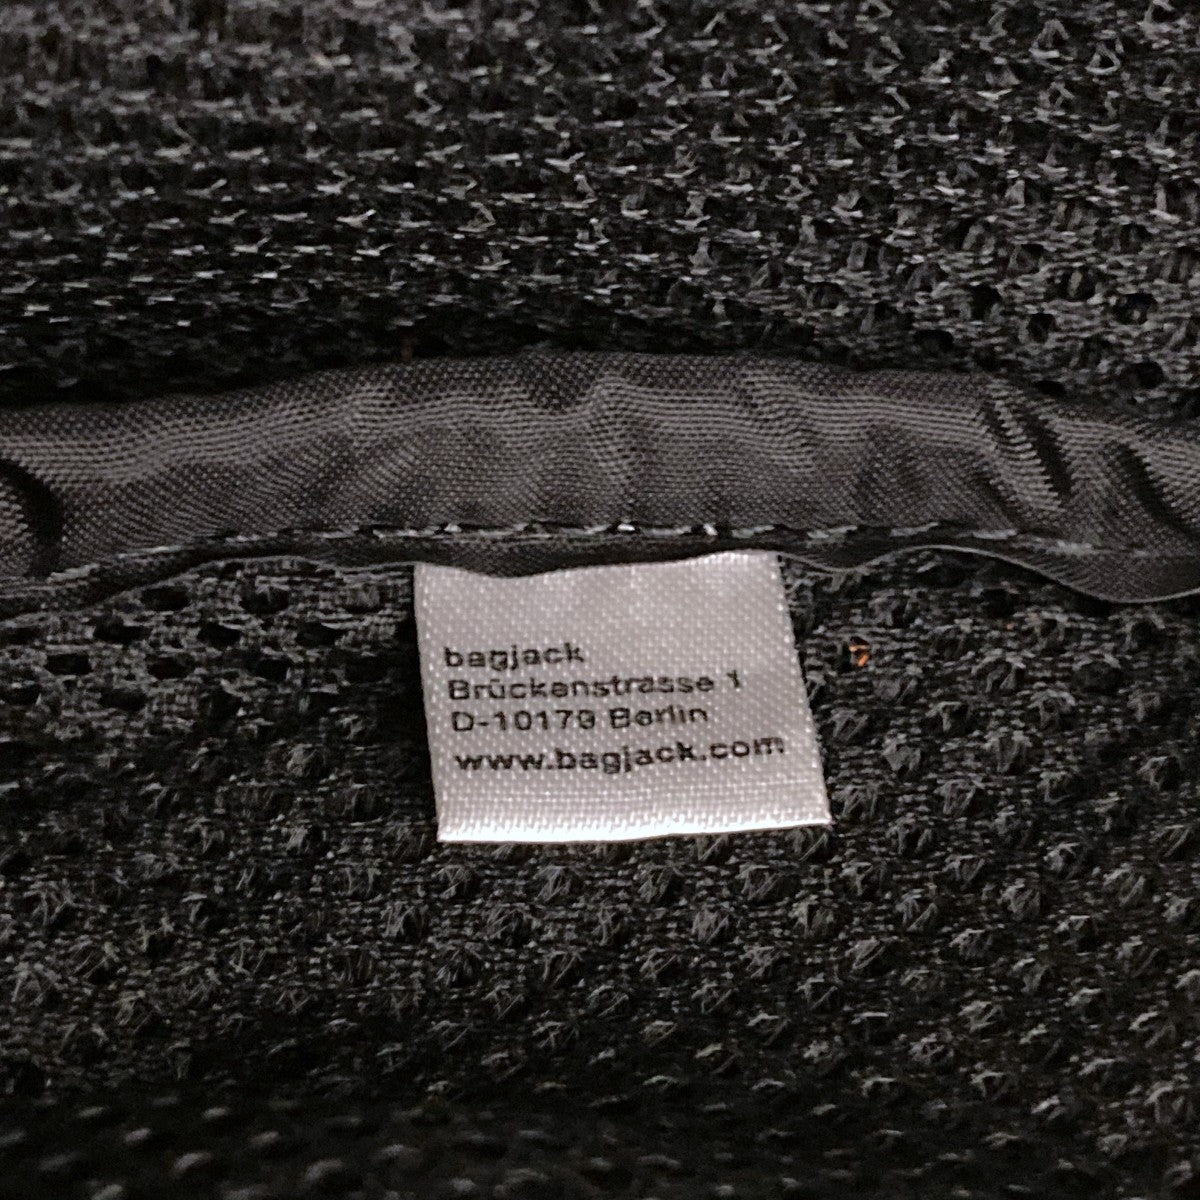 bagjack
Brückenstrasse 1
D-10179 Berlin
www.bagjack.com